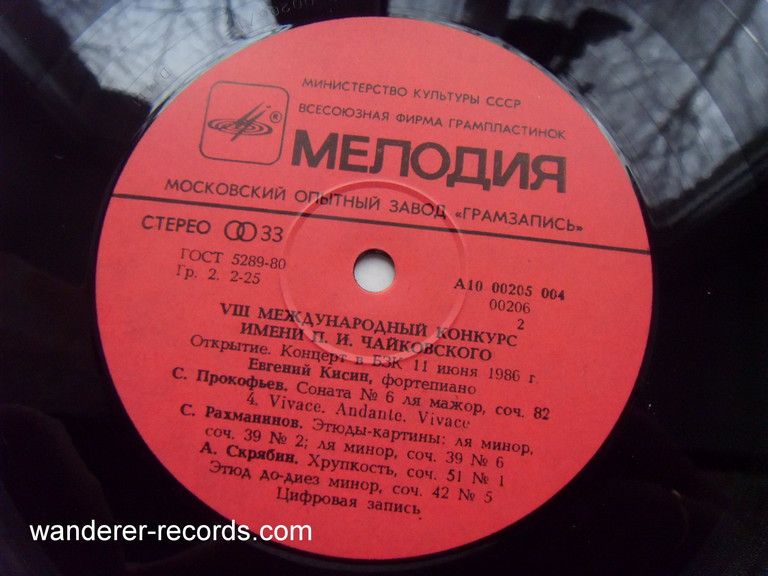 МИНИСТЕРСТВО КУЛЬТУРЫ СССР
ВСЕСОЮЗНАЯ ФИРМА ГРАМПЛАСТИНОК
®
МЕЛОДИЯ
МОСКОВСКИЙ ОПЫТНЫЙ ЗАВОД «ГРАМЗАПИСЬ»
СТЕРЕО 33
ГОСТ 5289-80
Гр. 2. 2-25
А10 00205 004
00206
2
VIII МЕЖДУНАРОДНЫЙ КОНКУРС
ИМЕНИ П. И. ЧАЙКОВСКОГО
Открытие. Концерт в БЗК 11 июня 1986 г.
Евгений Кисин, фортепиано
С. Прокофьев. Соната № 6 ля мажор, соч. 82
4. Vivace. Andante. Vivace
С. Рахманинов. Этюды-картины: ля минор,
соч. 39 № 2; ля минор, соч. 39 № 6
А. Скрябин. Хрупкость, соч. 51 № 1
Этюд до-диез минор, соч. 42 № 5
Цифровая запись
wanderer-records.com